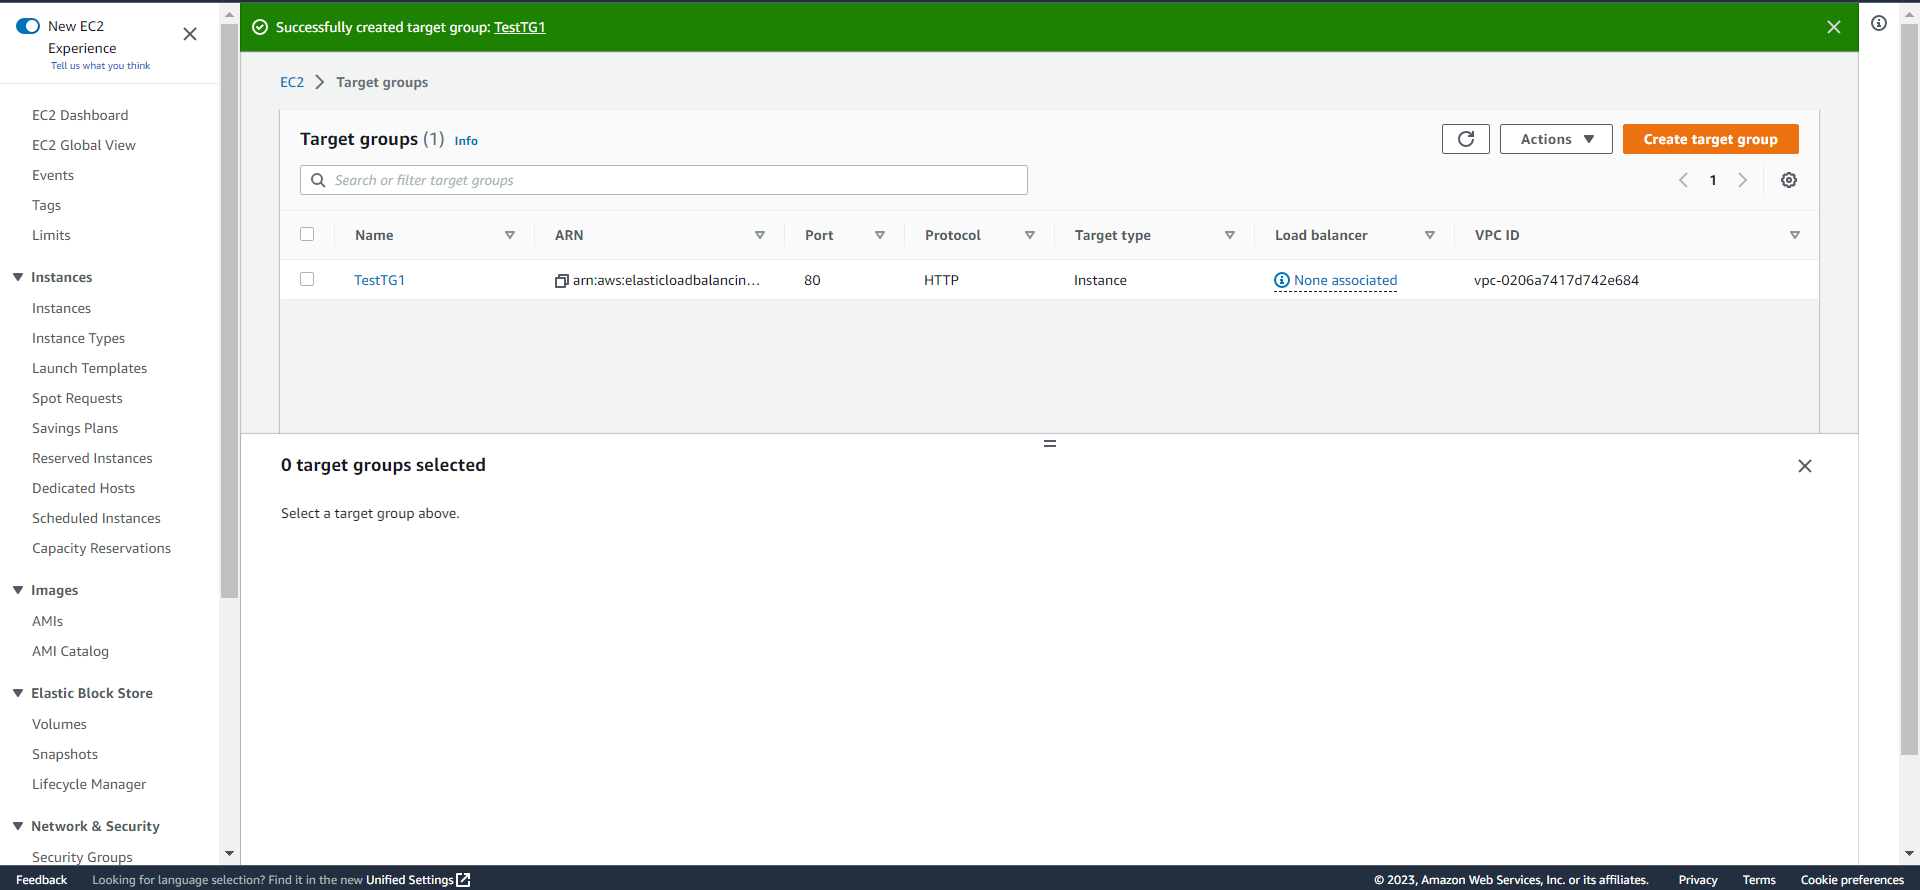 New EC2
Experience
Tell us what you think
EC2 Dashboard
EC2 Global View
Events
Tags
Limits
Instances
Instances
Instance Types
Launch Templates
Spot Requests
Savings Plans
Reserved Instances
Dedicated Hosts
Scheduled Instances
Capacity Reservations
Images
AMIs
AMI Catalog
Elastic Block Store
Volumes
Snapshots
Lifecycle Manager
Network & Security
Security Groups
Successfully created target group: TestTG1
EC2 Target groups
Target groups (1) Info
Actions
Create target group
Search or filter target groups
1
Name ARN Port Protocol Target type Load balancer VPC ID
TestTG1 arn:aws:elasticloadbalancin... 80 HTTP Instance None associated vpc-0206a7417d742e684
0 target groups selected
Select a target group above.
Feedback Looking for language selection? Find it in the new Unified Settings © 2023, Amazon Web Services, Inc. or its affiliates. Privacy Terms Cookie preferences